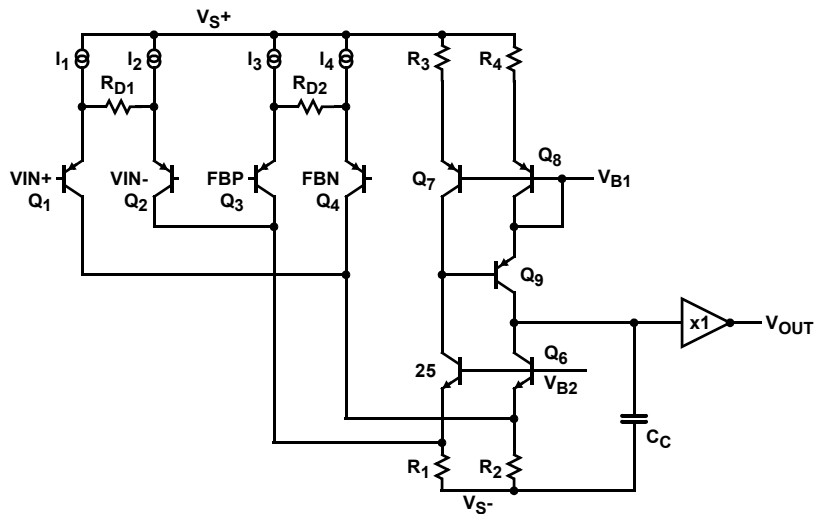 VS+
I1
I2
I3
I4
R3
R4
RD1
RD2
VIN+
Q1
VIN-
Q2
FBP
Q3
FBN
Q4
Q7
Q8
VB1
Q9
x1
VOUT
25
Q6
VB2
CC
R1
R2
VS-